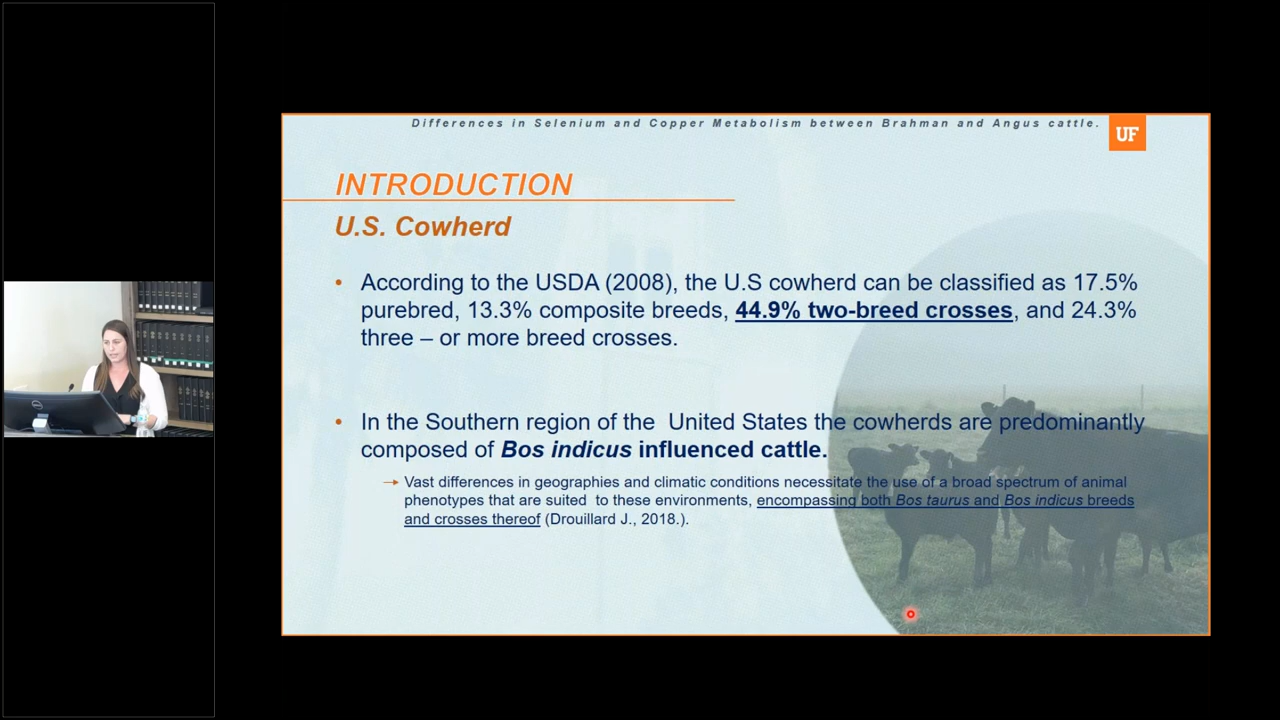 Differences in Selenium and Copper Metabolism between Brahman and Angus cattle.
UF
INTRODUCTION
U.S. Cowherd
• According to the USDA (2008), the U.S cowherd can be classified as 17.5%
purebred, 13.3% composite breeds, 44.9% two-breed crosses, and 24.3%
three – or more breed crosses.
• In the Southern region of the United States the cowherds are predominantly
composed of Bos indicus influenced cattle.
→ Vast differences in geographies and climatic conditions necessitate the use of a broad spectrum of animal
phenotypes that are suited to these environments, encompassing both Bos taurus and Bos indicus breeds
and crosses thereof (Drouillard J., 2018.).